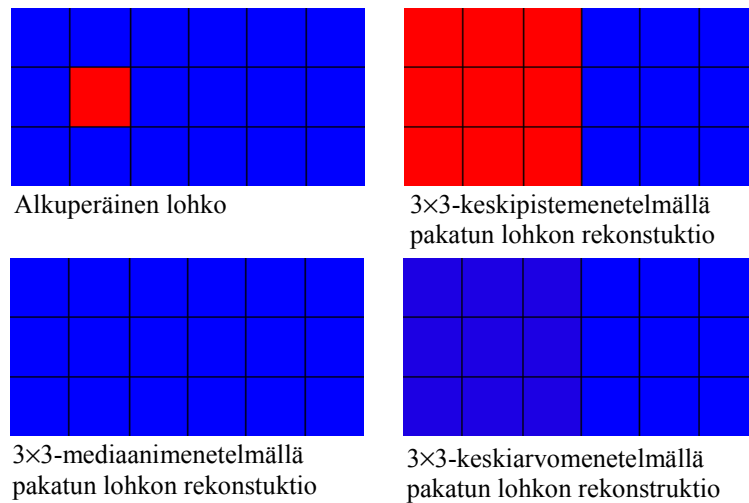 Alkuperäinen lohko
3×3-keskipistemenetelmällä
pakatun lohkon rekonstuktio
3×3-mediaanimenetelmällä
pakatun lohkon rekonstuktio
3×3-keskiarvomenetelmällä
pakatun lohkon rekonstruktio